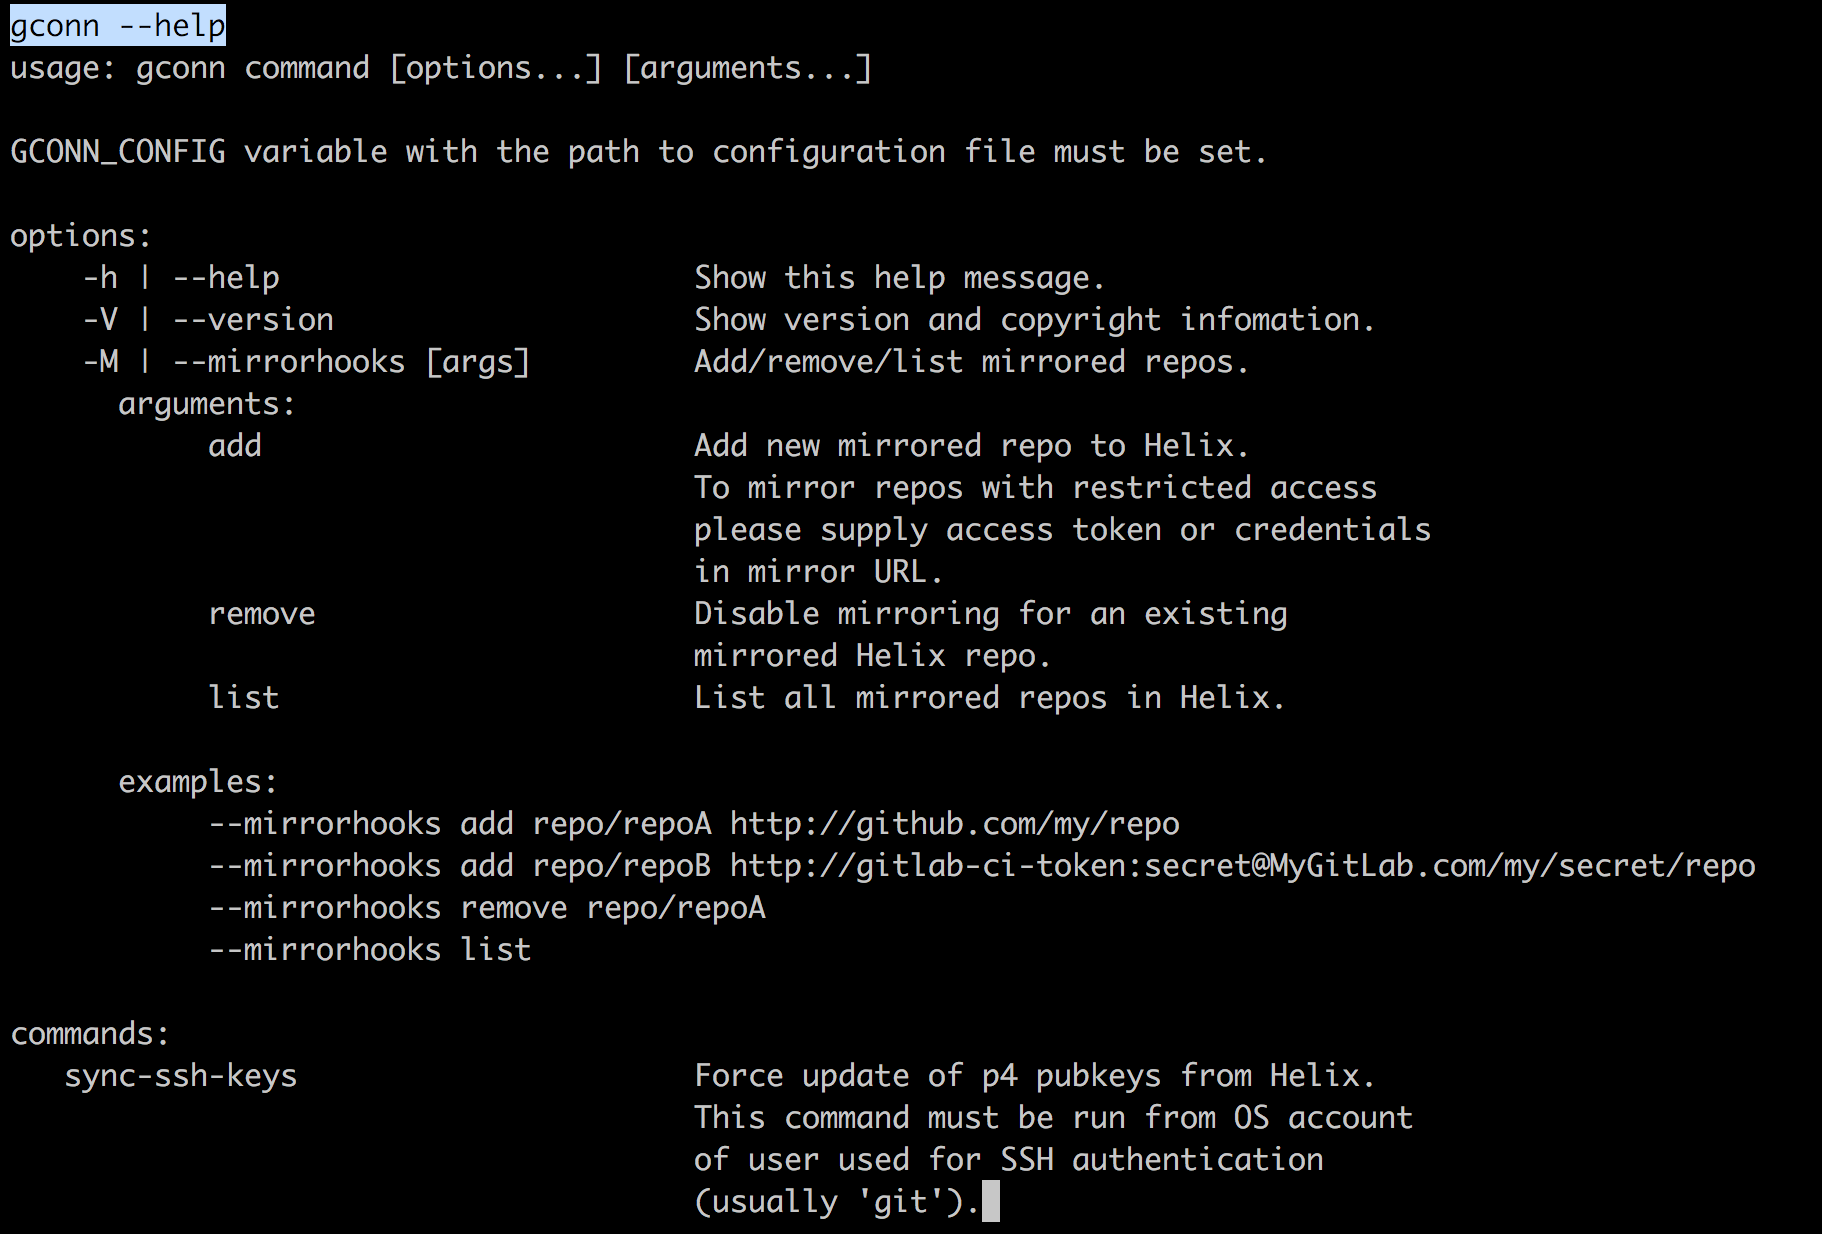 gconn --help
usage: gconn command [options...] [arguments...]
GCONN_CONFIG variable with the path to configuration file must be set.
options:
-h | --help Show this help message.
-V | --version Show version and copyright infomation.
-M | --mirrorhooks [args] Add/remove/list mirrored repos.
arguments:
add Add new mirrored repo to Helix.
To mirror repos with restricted access
please supply access token or credentials
in mirror URL.
remove Disable mirroring for an existing
mirrored Helix repo.
list List all mirrored repos in Helix.
examples:
--mirrorhooks add repo/repoA http://github.com/my/repo
--mirrorhooks add repo/repoB http://gitlab-ci-token:secret@MyGitLab.com/my/secret/repo
--mirrorhooks remove repo/repoA
--mirrorhooks list
commands:
sync-ssh-keys Force update of p4 pubkeys from Helix.
This command must be run from OS account
of user used for SSH authentication
(usually 'git').